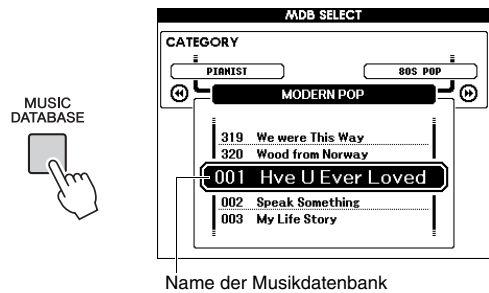 MDB SELECT
CATEGORY
PIANIST
80S POP
MODERN POP
MUSIC
DATABASE
319 We were This Way
320 Wood from Norway
001 Hve U Ever Loved
002 Speak Something
003 My Life Story
Name der Musikdatenbank